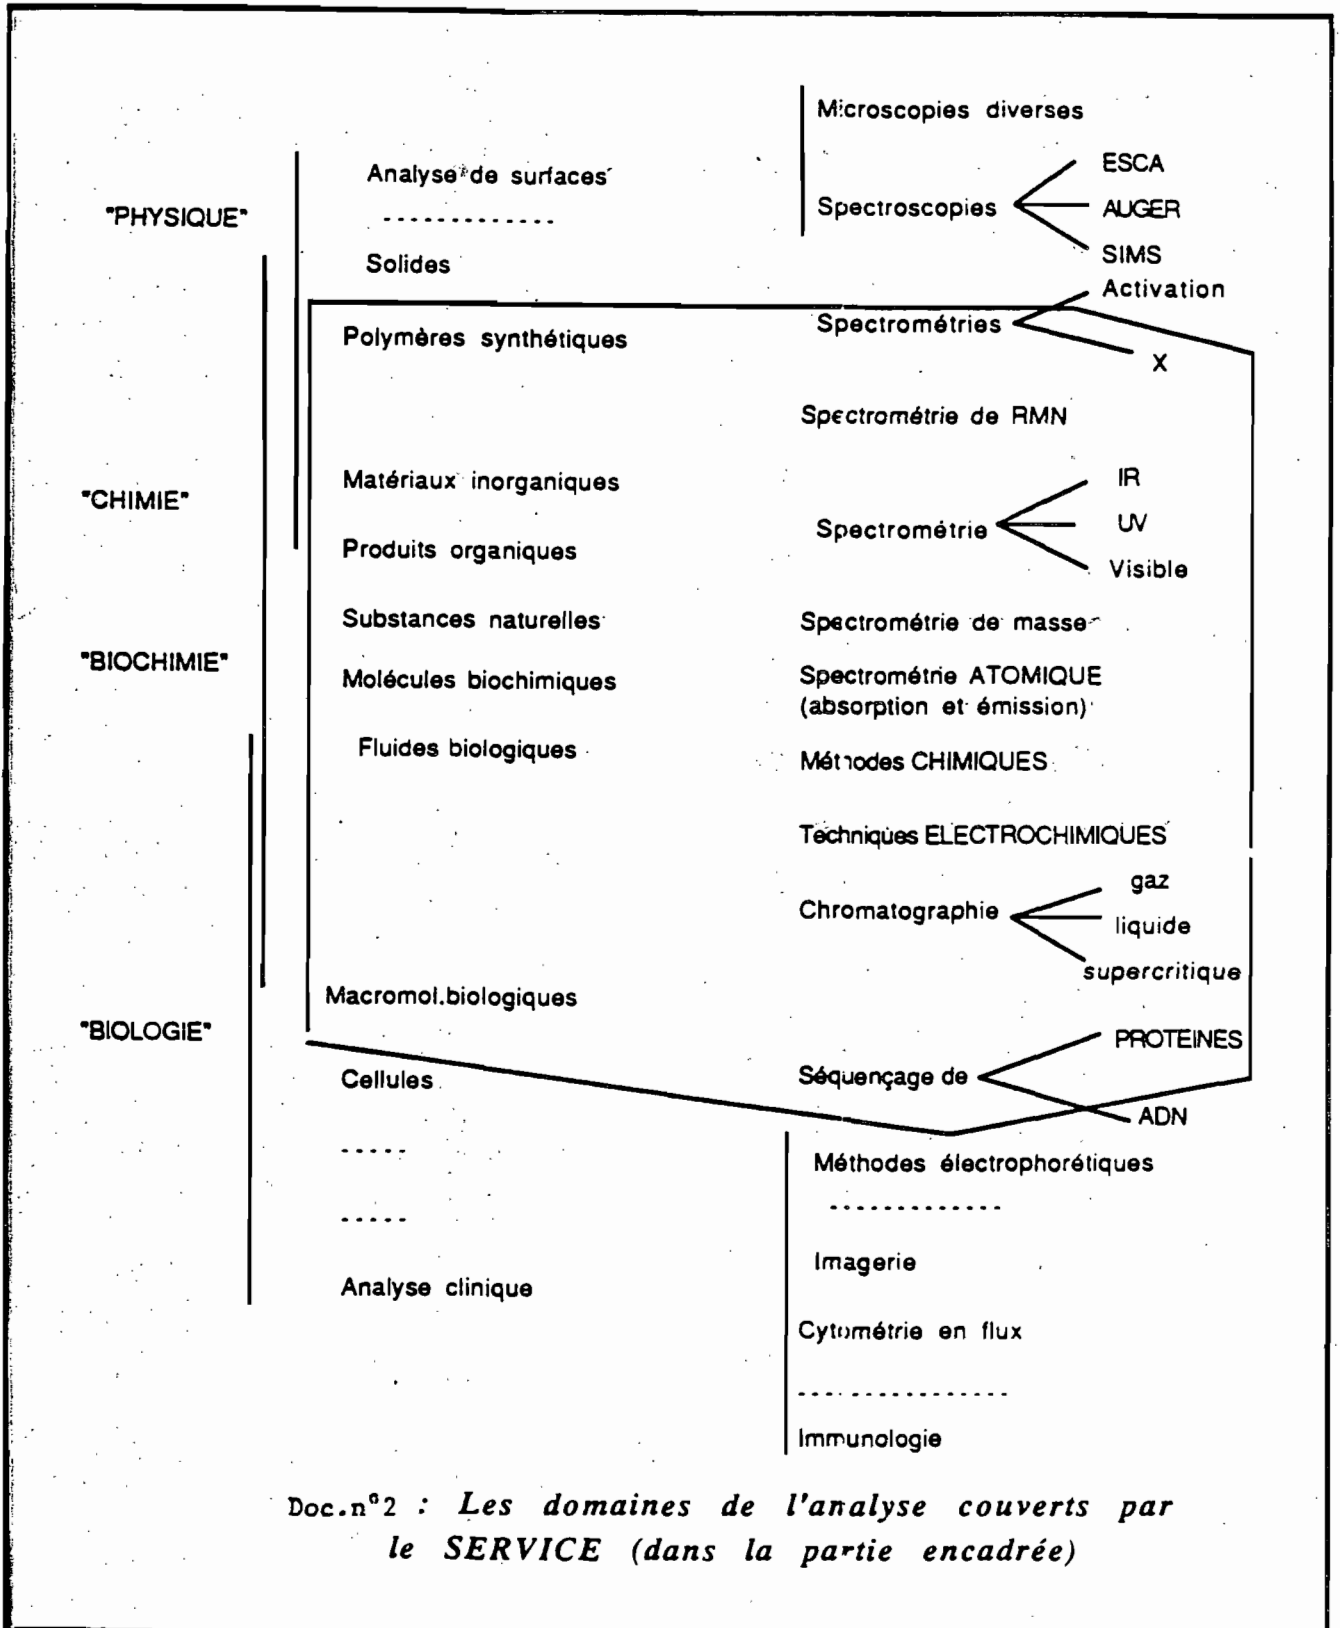 Microscopies diverses
ESCA
Analyse de surfaces
"PHYSIQUE"
Spectroscopies
AUGER
- - - - - - - - - - - - -
Solides
SIMS
Activation
Polymères synthétiques
Spectrométries
X
Spectrométrie de RMN
Matériaux inorganiques
IR
"CHIMIE"
Spectrométrie
UV
Produits organiques
Visible
Substances naturelles
Spectrométrie de masse
"BIOCHIMIE"
Molécules biochimiques
Spectrométrie ATOMIQUE
(absorption et émission)
Fluides biologiques
Méthodes CHIMIQUES
Techniques ELECTROCHIMIQUES
gaz
Chromatographie
liquide
supercritique
Macromol.biologiques
"BIOLOGIE"
PROTEINES
Cellules
Séquençage de
ADN
- - - - -
Méthodes électrophorétiques
- - - - -
- - - - - - - - - - - - -
Imagerie
Analyse clinique
Cytométrie en flux
- - - - - - - - - - - - - - - -
Immunologie
Doc.n°2 : Les domaines de l'analyse couverts par
le SERVICE (dans la partie encadrée)